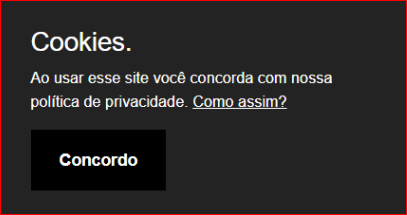 Cookies.
Ao usar esse site você concorda com nossa
política de privacidade. Como assim?
Concordo